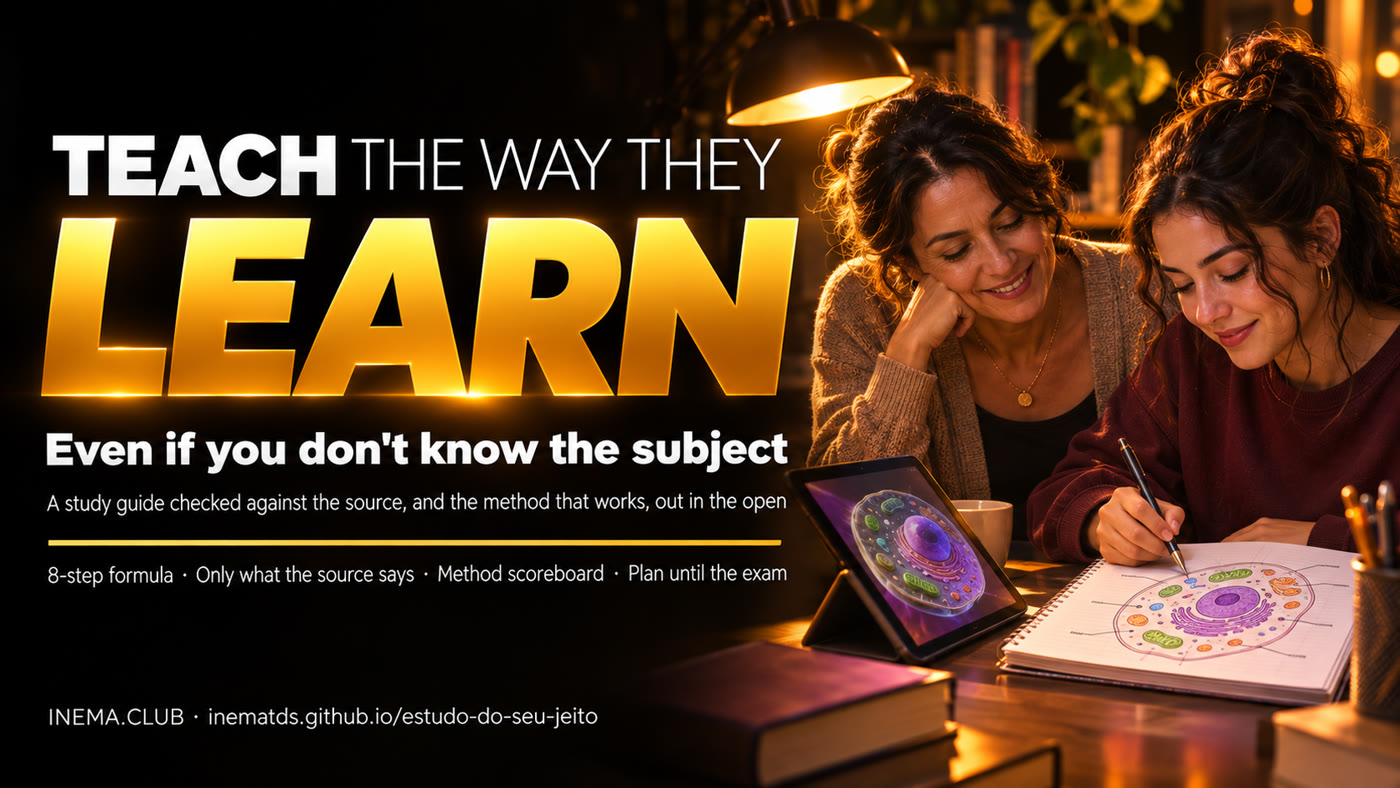 TEACH THE WAY THEY
LEARN
Even if you don't know the subject
A study guide checked against the source, and the method that works, out in the open
8-step formula · Only what the source says · Method scoreboard · Plan until the exam
INEMA.CLUB · inematds.github.io/estudo-do-seu-jeito